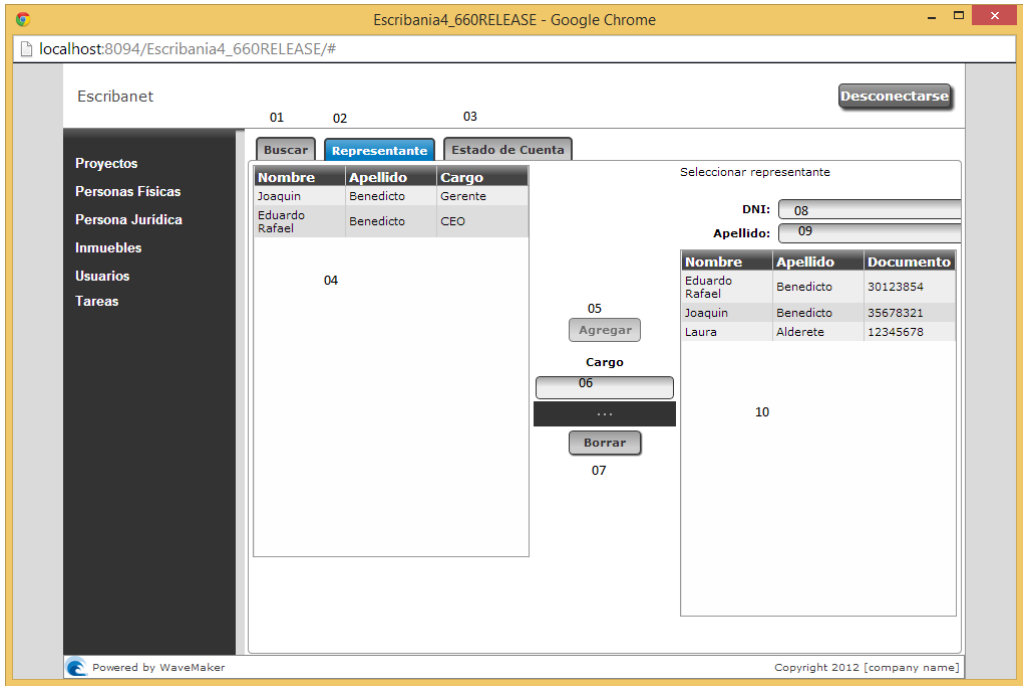 Escribania4_660RELEASE - Google Chrome
localhost:8094/Escribania4_660RELEASE/#
Escribanet
Desconectarse
01 02 03
Buscar Representante Estado de Cuenta
Proyectos
Personas Físicas
Persona Jurídica
Inmuebles
Usuarios
Tareas
Nombre Apellido Cargo
Joaquin Benedicto Gerente
Eduardo Rafael Benedicto CEO
04
05
Agregar
Cargo
06
...
Borrar
07
Seleccionar representante
DNI: 08
Apellido: 09
Nombre Apellido Documento
Eduardo Rafael Benedicto 30123854
Joaquin Benedicto 35678321
Laura Alderete 12345678
10
Powered by WaveMaker
Copyright 2012 [company name]